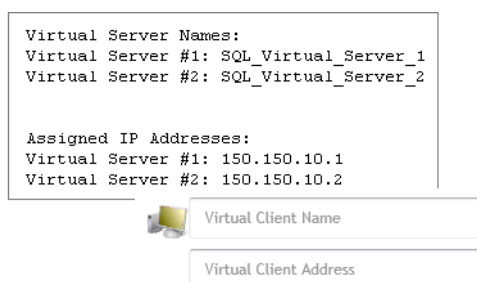 Virtual Server Names:
Virtual Server #1: SQL_Virtual_Server_1
Virtual Server #2: SQL_Virtual_Server_2
Assigned IP Addresses:
Virtual Server #1: 150.150.10.1
Virtual Server #2: 150.150.10.2
Virtual Client Name
Virtual Client Address